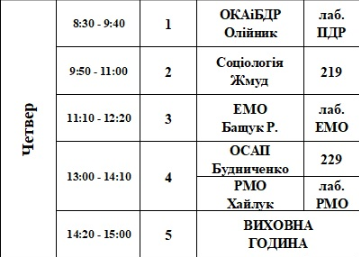 Четвер
8:30 - 9:40 1 ОКАіБДР лаб.
Олійник ПДР
9:50 - 11:00 2 Соціологія 219
Жмуд
11:10 - 12:20 3 ЕМО лаб.
Бащук Р. ЕМО
13:00 - 14:10 4 ОСАП 229
Будниченко
РМО лаб.
Хайлук РМО
14:20 - 15:00 5 ВИХОВНА
ГОДИНА